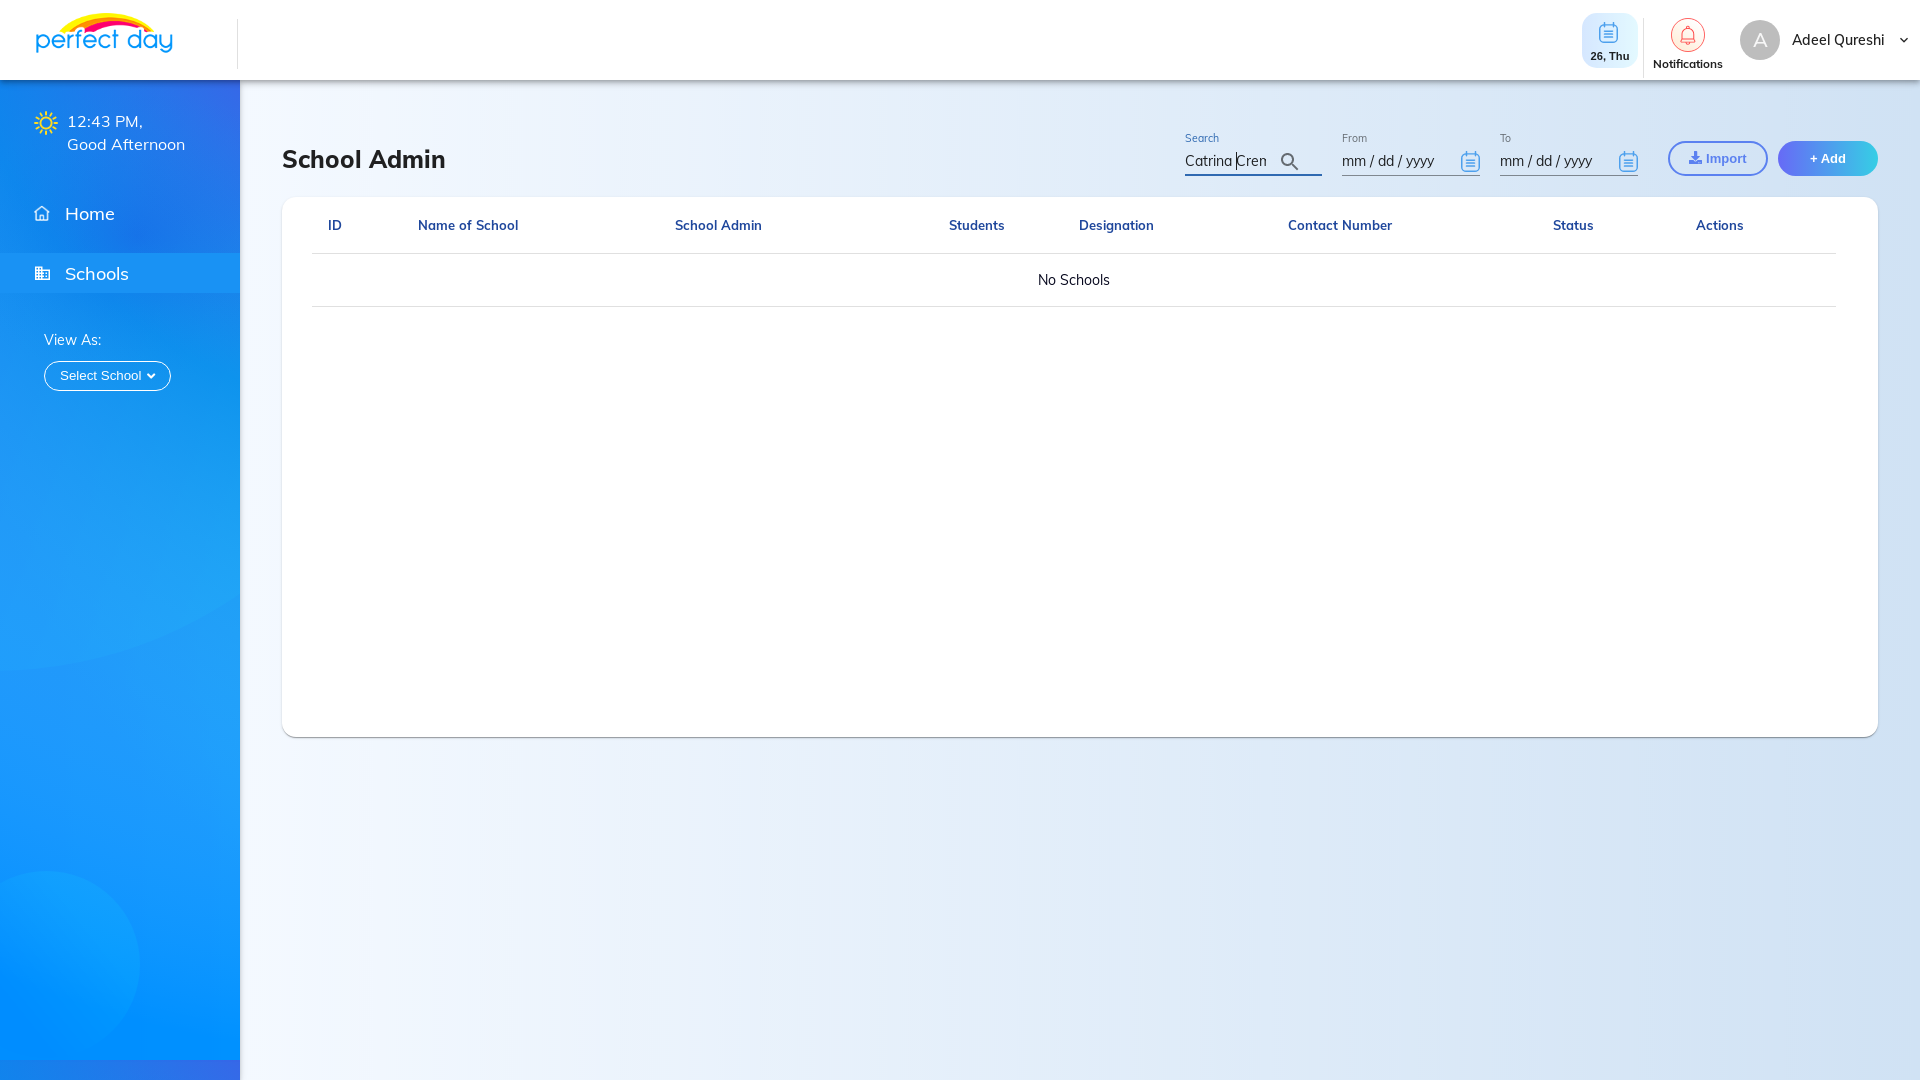 perfect day
26, Thu
Notifications
A
Adeel Qureshi
12:43 PM,
Good Afternoon
Home
Schools
View As:
Select School
School Admin
Search
Catrina Cren
From
mm / dd / yyyy
To
mm / dd / yyyy
Import
+ Add
ID Name of School School Admin Students Designation Contact Number Status Actions
No Schools